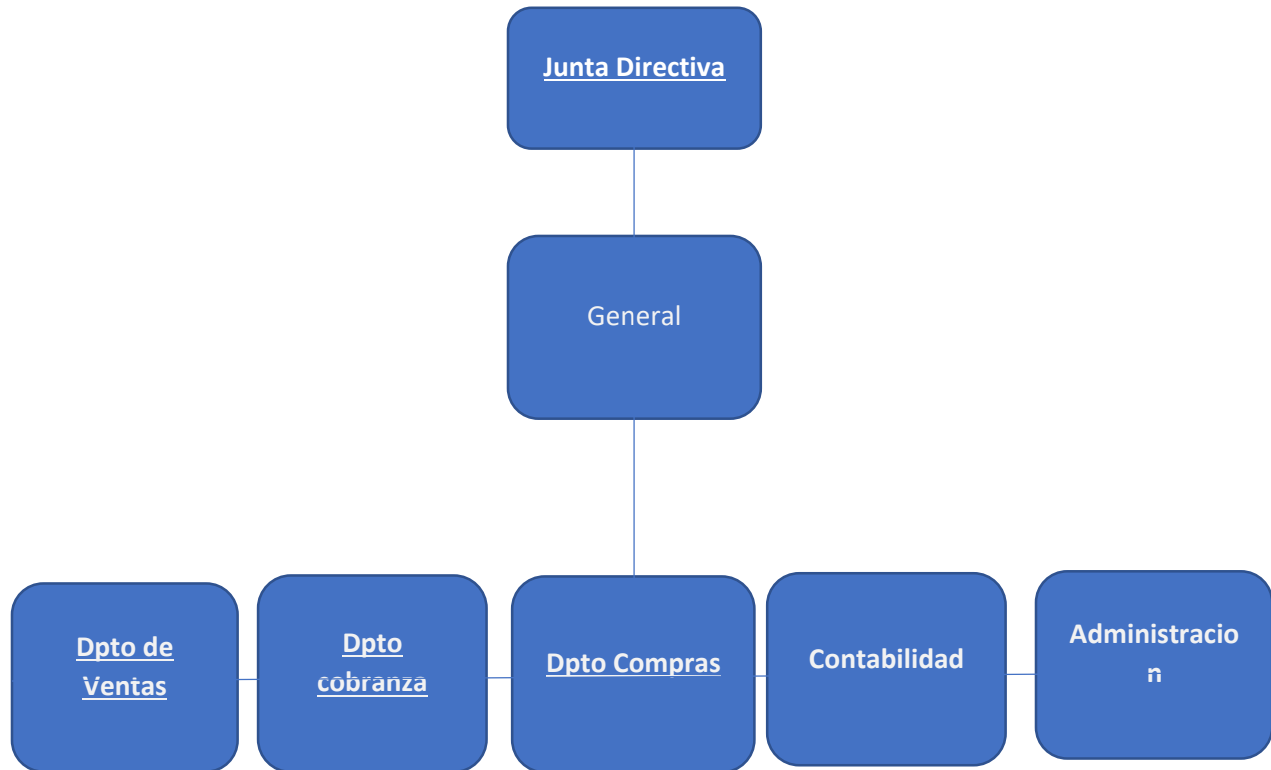 Junta Directiva
General
Dpto de
Ventas
Dpto
cobranza
Dpto Compras
Contabilidad
Administracio
n